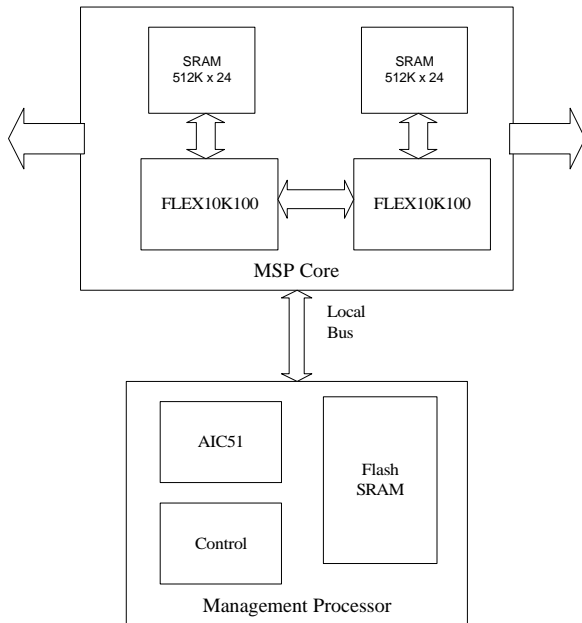 SRAM
512K x 24
SRAM
512K x 24
FLEX10K100
FLEX10K100
MSP Core
Local
Bus
AIC51
Flash
SRAM
Control
Management Processor